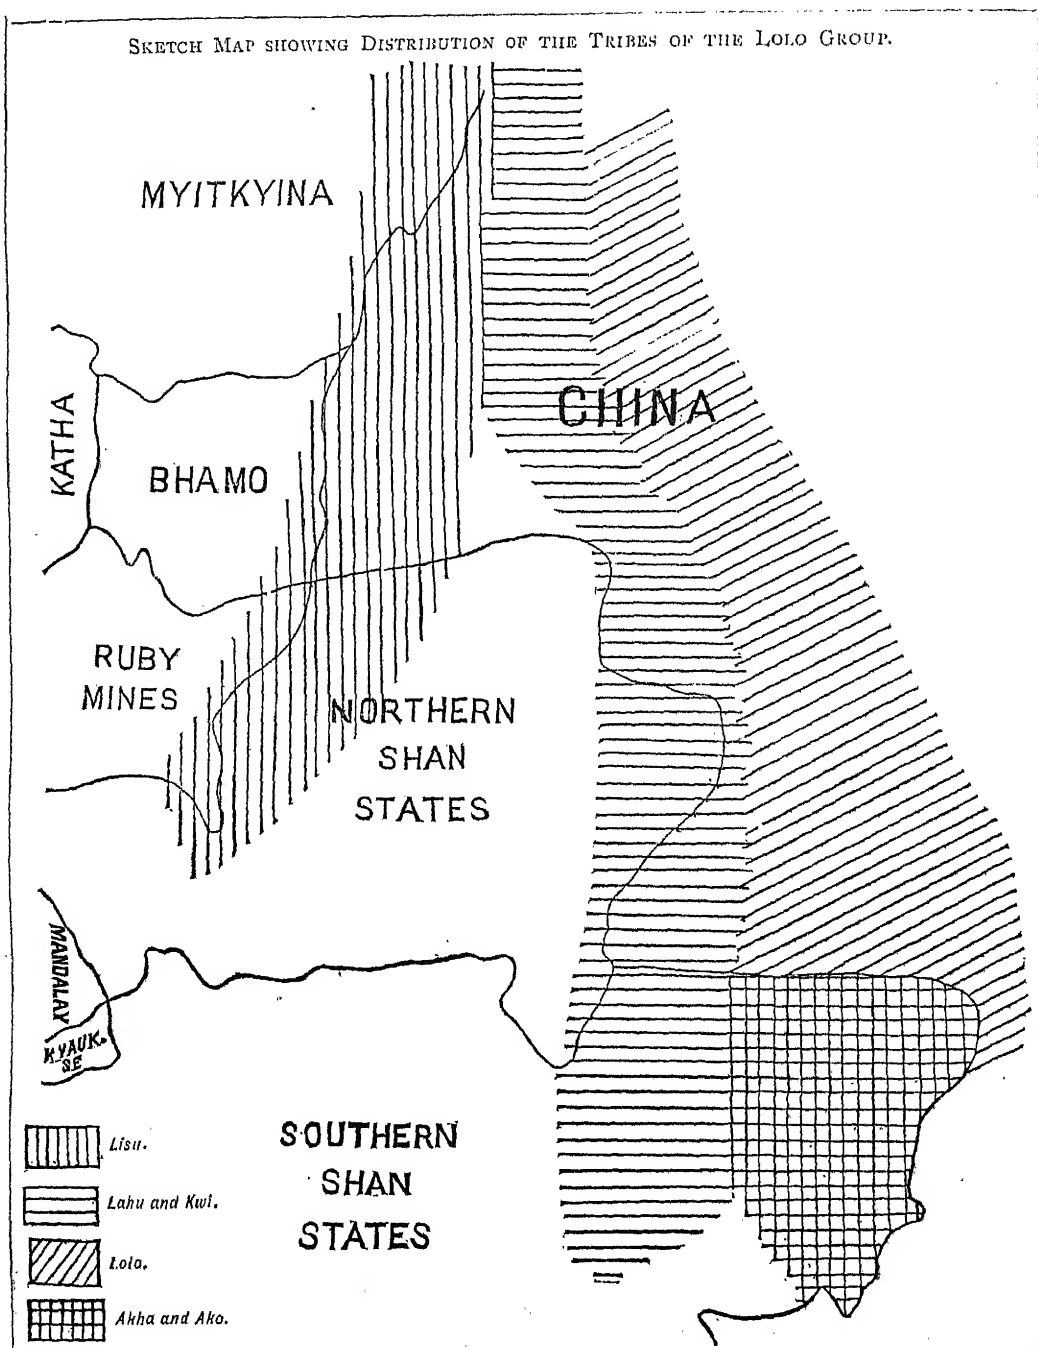 SKETCH MAP SHOWING DISTRIBUTION OF THE TRIBES OF THE LOLO GROUP.
MYITKYINA
KATHA
CHINA
BHAMO
RUBY
MINES
NORTHERN
SHAN
STATES
MANDALAY
KYAUK-
SE
SOUTHERN
SHAN
STATES
Lisu.
Lahu and Kwi.
Lolo.
Akha and Ako.